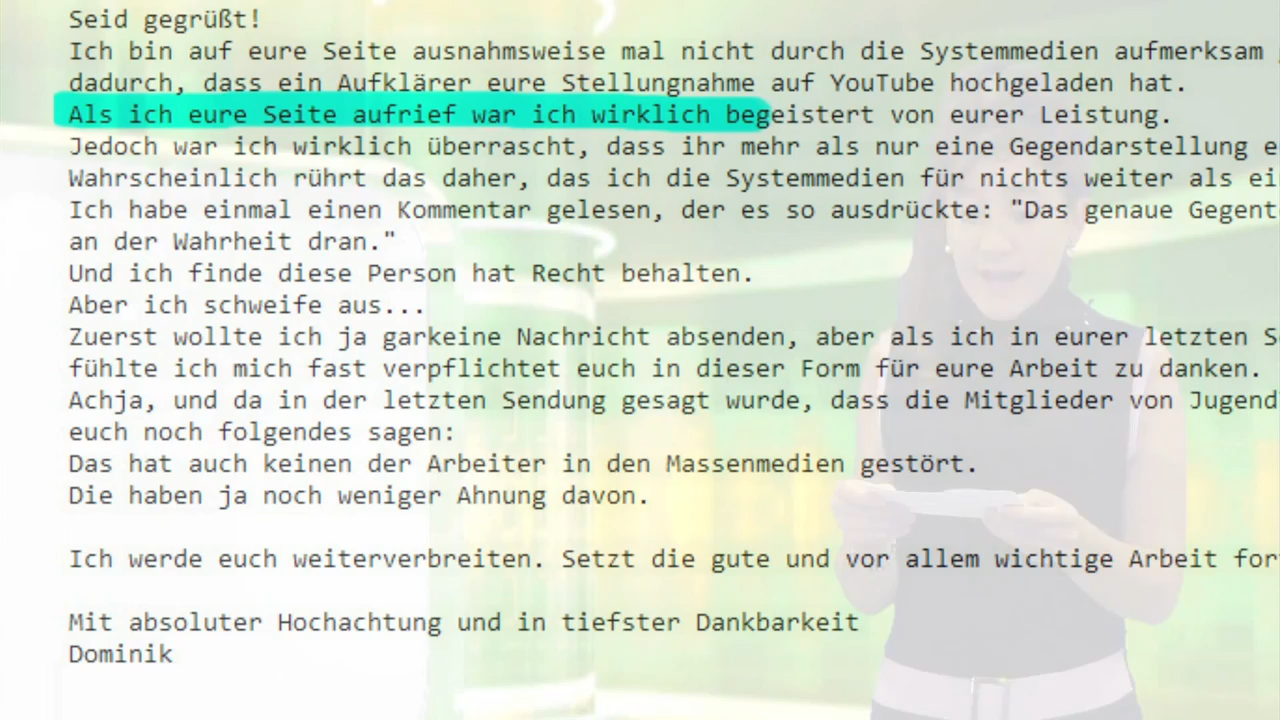 Seid gegrüßt!
Ich bin auf eure Seite ausnahmsweise mal nicht durch die Systemmedien aufmerksam
dadurch, dass ein Aufklärer eure Stellungnahme auf YouTube hochgeladen hat.
Als ich eure Seite aufrief war ich wirklich begeistert von eurer Leistung.
Jedoch war ich wirklich überrascht, dass ihr mehr als nur eine Gegendarstellung
Wahrscheinlich rührt das daher, das ich die Systemmedien für nichts weiter als
Ich habe einmal einen Kommentar gelesen, der es so ausdrückte: "Das genaue
an der Wahrheit dran."
Und ich finde diese Person hat Recht behalten.
Aber ich schweife aus...
Zuerst wollte ich ja garkeine Nachricht absenden, aber als ich in eurer letzten
fühlte ich mich fast verpflichtet euch in dieser Form für eure Arbeit zu danken.
Achja, und da in der letzten Sendung gesagt wurde, dass die Mitglieder von
euch noch folgendes sagen:
Das hat auch keinen der Arbeiter in den Massenmedien gestört.
Die haben ja noch weniger Ahnung davon.
Ich werde euch weiterverbreiten. Setzt die gute und vor allem wichtige Arbeit
Mit absoluter Hochachtung und in tiefster Dankbarkeit
Dominik